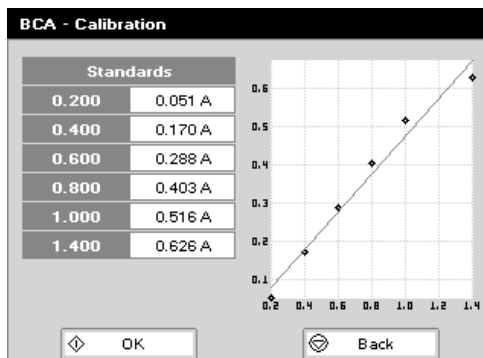 BCA - Calibration
Standards
0.200 0.051 A
0.400 0.170 A
0.600 0.288 A
0.800 0.403 A
1.000 0.516 A
1.400 0.626 A
0.6
0.5
0.4
0.3
0.2
0.1
0.2 0.4 0.6 0.8 1.0 1.2 1.4
OK
Back